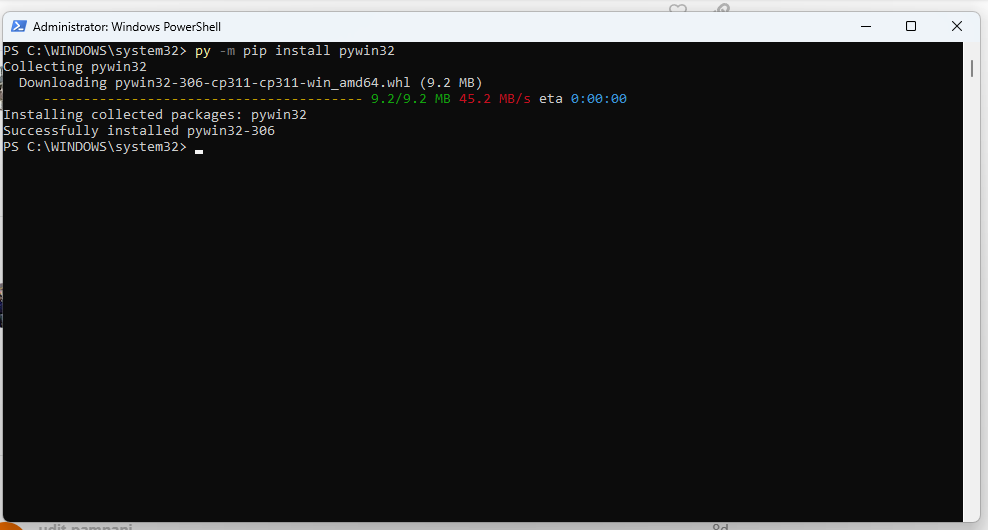 Administrator: Windows PowerShell
PS C:\WINDOWS\system32> py -m pip install pywin32
Collecting pywin32
  Downloading pywin32-306-cp311-cp311-win_amd64.whl (9.2 MB)
     ---------------------------------------- 9.2/9.2 MB 45.2 MB/s eta 0:00:00
Installing collected packages: pywin32
Successfully installed pywin32-306
PS C:\WINDOWS\system32>